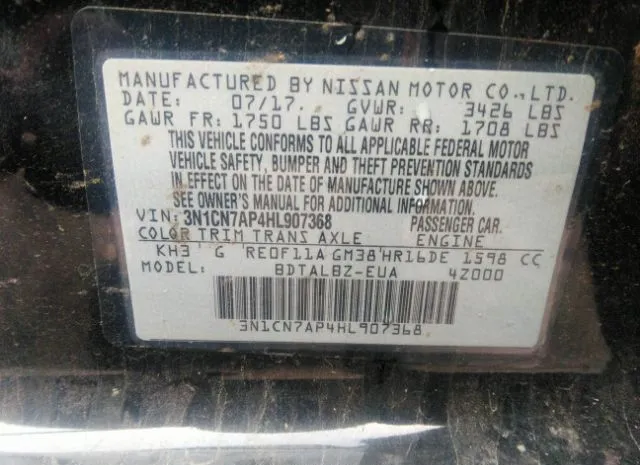 MANUFACTURED BY NISSAN MOTOR CO.,LTD.
DATE: 07/17. GVWR: 3426 LBS
GAWR FR: 1750 LBS GAWR RR: 1708 LBS
THIS VEHICLE CONFORMS TO ALL APPLICABLE FEDERAL MOTOR
VEHICLE SAFETY, BUMPER AND THEFT PREVENTION STANDARDS
IN EFFECT ON THE DATE OF MANUFACTURE SHOWN ABOVE.
SEE OWNER'S MANUAL FOR ADDITIONAL INFORMATION.
VIN: 3N1CN7AP4HL907368 PASSENGER CAR.
COLOR TRIM TRANS AXLE ENGINE
KH3 G RE0F11A GM38 HR16DE 1598 CC
MODEL: BDTALBZ-EUA 4Z000
3N1CN7AP4HL907368